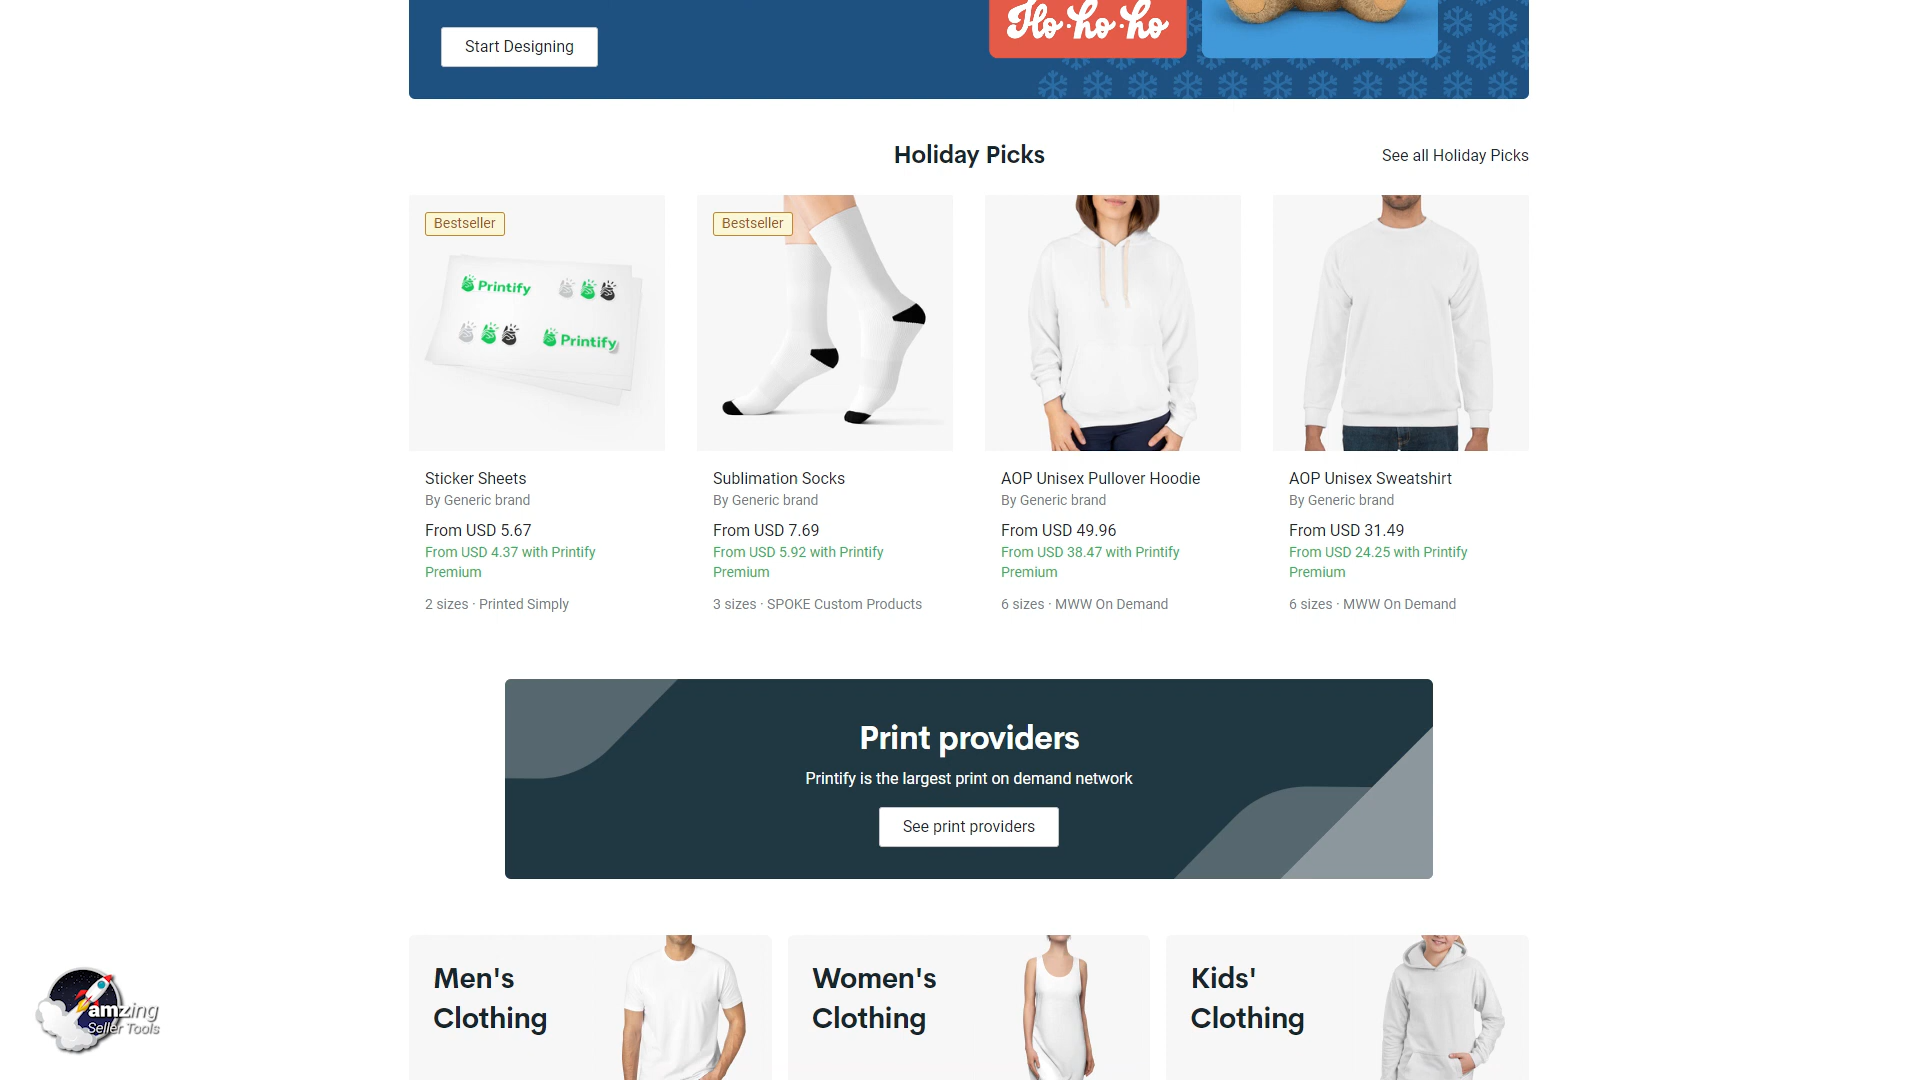 Ho·ho·ho
Start Designing
Holiday Picks
See all Holiday Picks
Bestseller
Bestseller
Printify
Printify
Sticker Sheets
By Generic brand
From USD 5.67
From USD 4.37 with Printify
Premium
2 sizes · Printed Simply
Sublimation Socks
By Generic brand
From USD 7.69
From USD 5.92 with Printify
Premium
3 sizes · SPOKE Custom Products
AOP Unisex Pullover Hoodie
By Generic brand
From USD 49.96
From USD 38.47 with Printify
Premium
6 sizes · MWW On Demand
AOP Unisex Sweatshirt
By Generic brand
From USD 31.49
From USD 24.25 with Printify
Premium
6 sizes · MWW On Demand
Print providers
Printify is the largest print on demand network
See print providers
Men's
Clothing
Women's
Clothing
Kids'
Clothing
amzing
Seller Tools